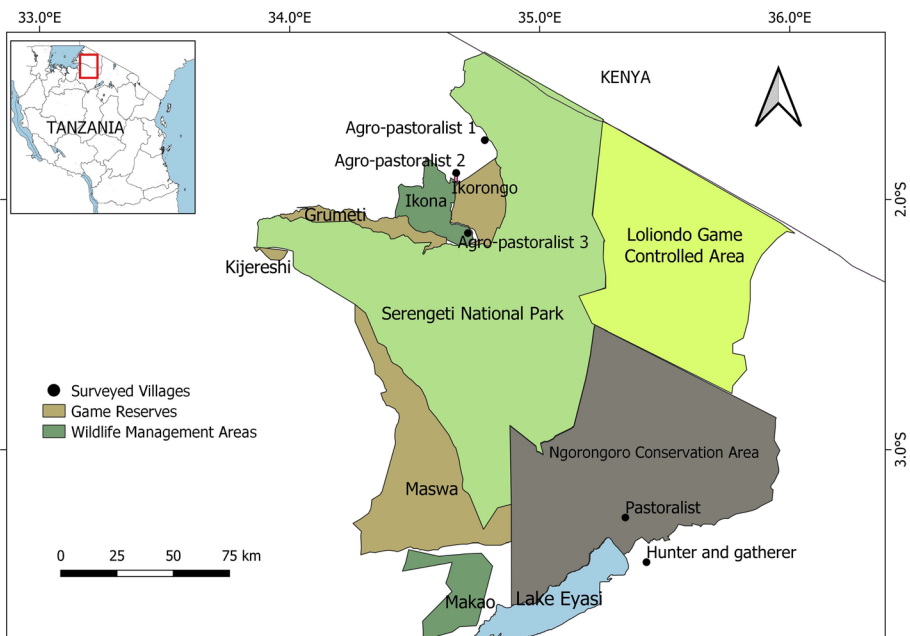 33.0°E 34.0°E 35.0°E 36.0°E
KENYA
TANZANIA
Agro-pastoralist 1
Agro-pastoralist 2
Ikorongo
Ikona
2.0°S
Grumeti
Agro-pastoralist 3
Loliondo Game
Controlled Area
Kijereshi
Serengeti National Park
Surveyed Villages
Game Reserves
Wildlife Management Areas
Ngorongoro Conservation Area
3.0°S
Maswa
Pastoralist
0 25 50 75 km
Hunter and gatherer
Makao
Lake Eyasi